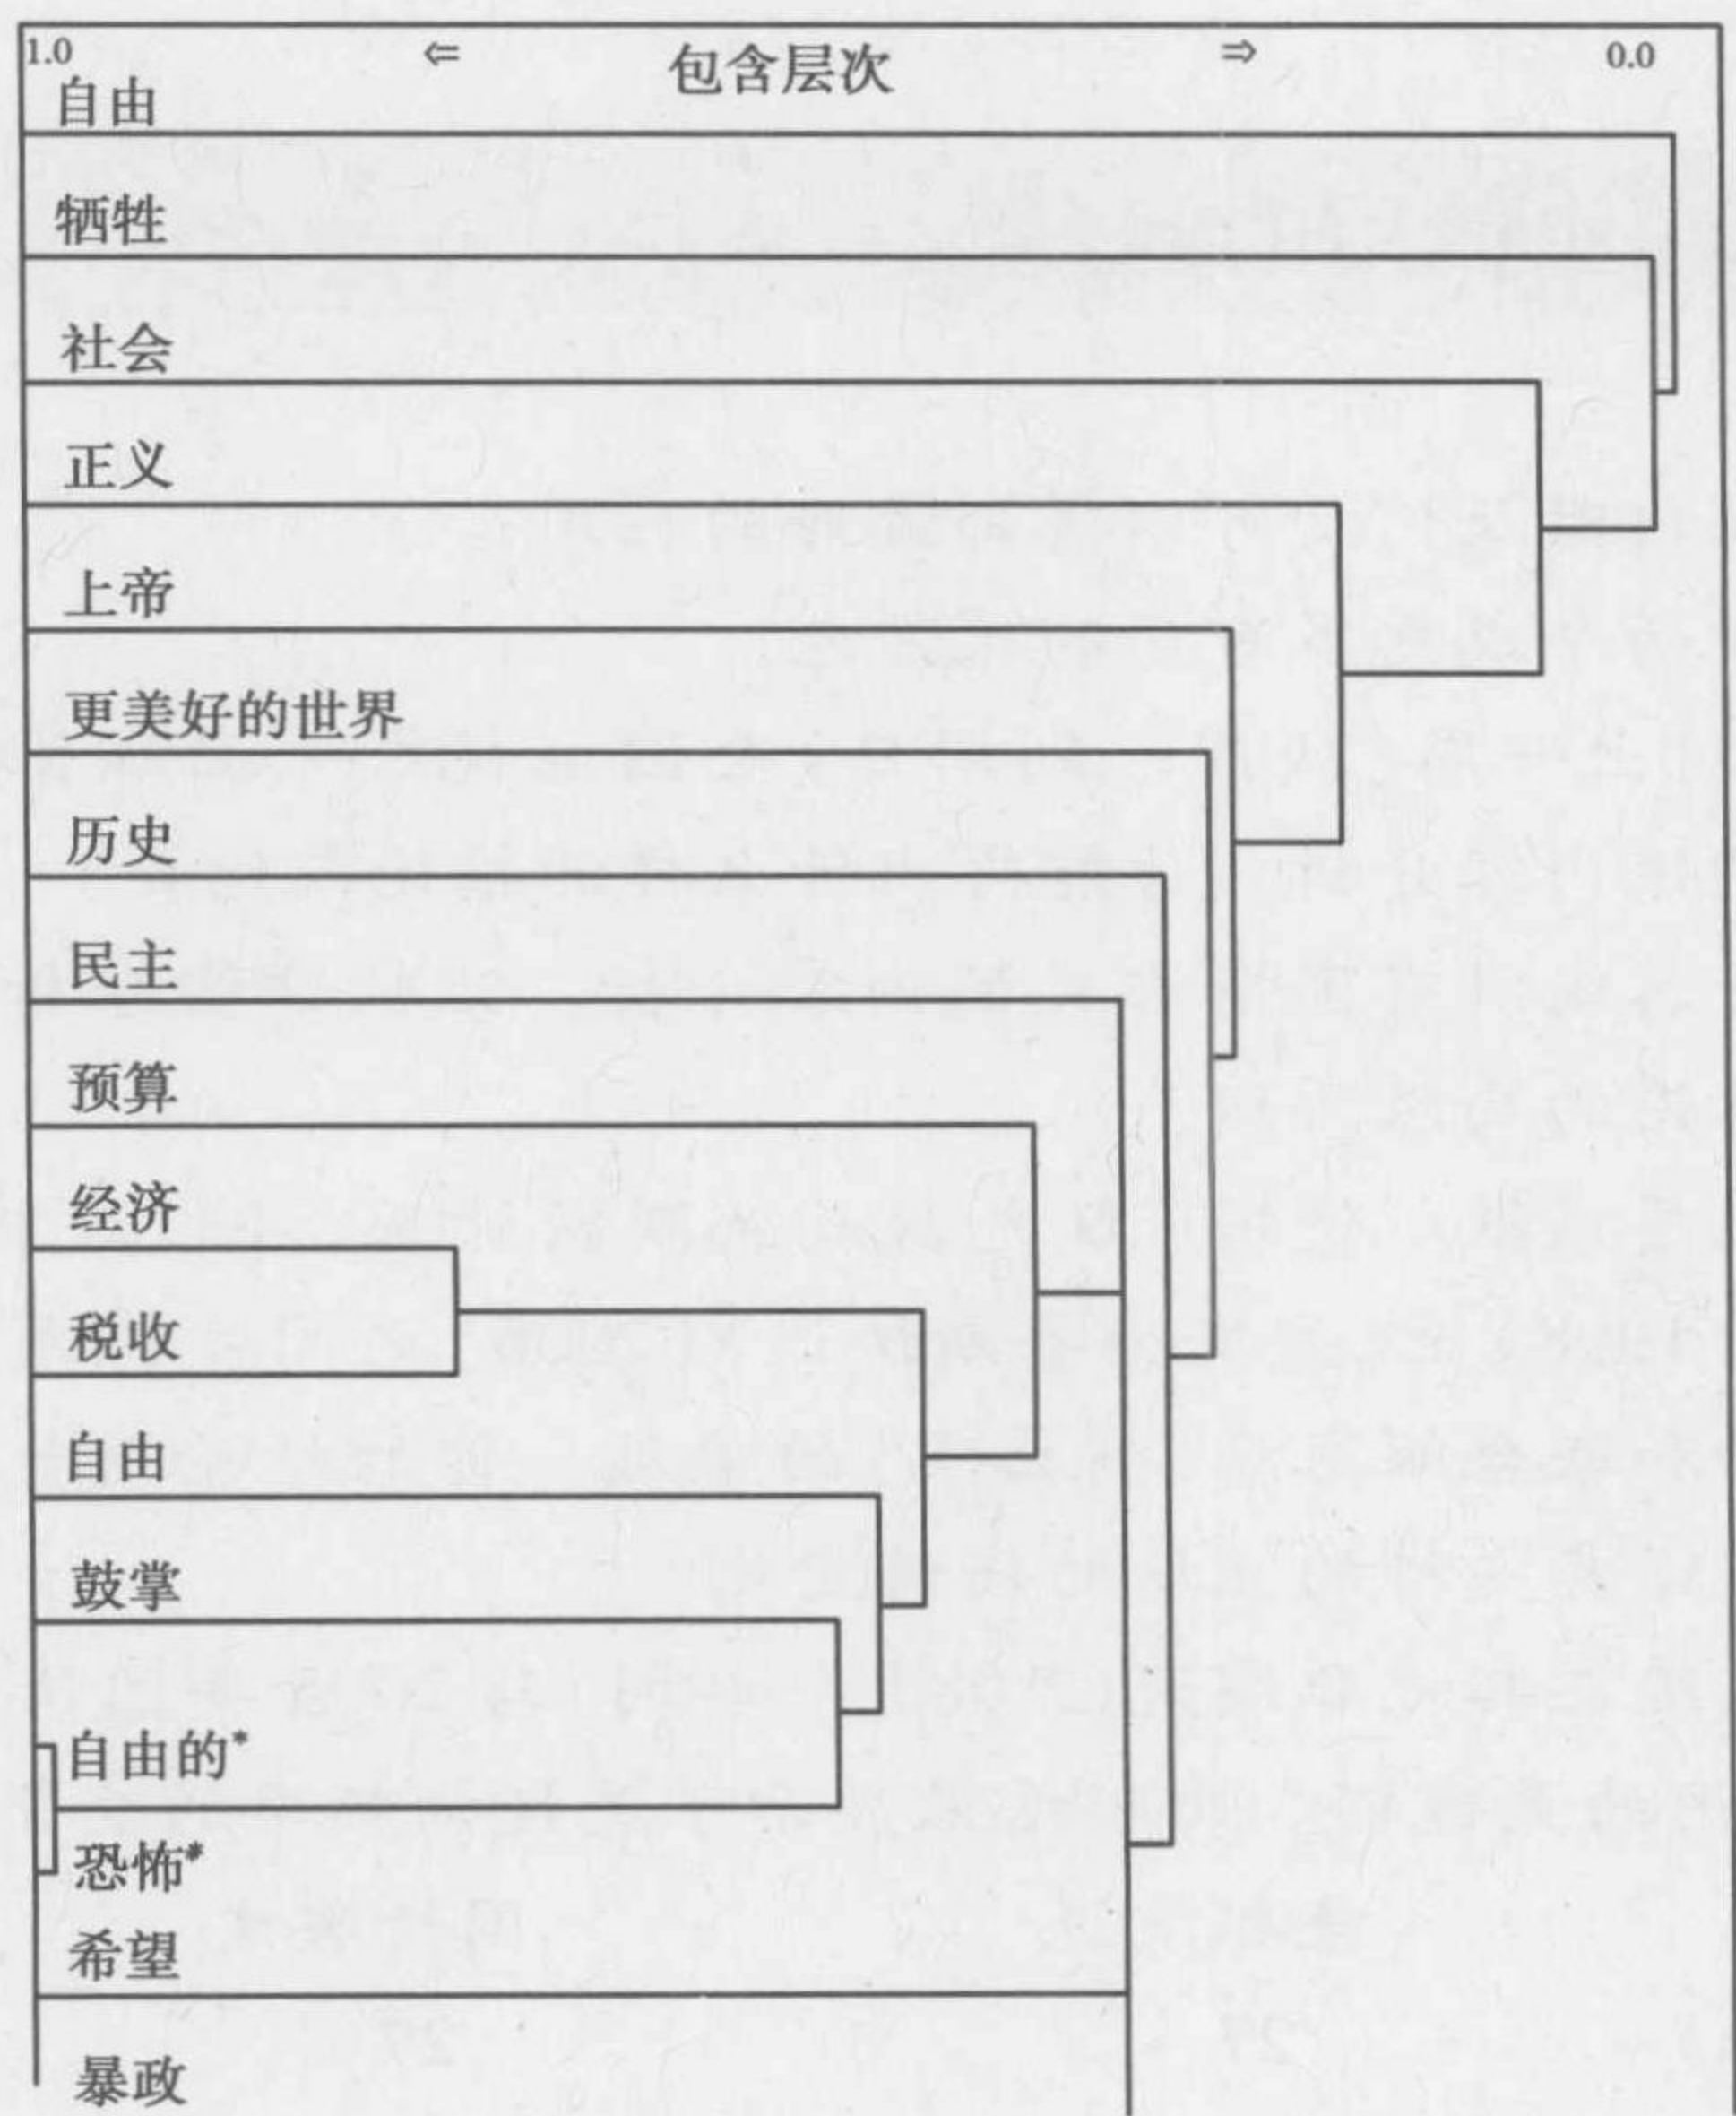 1.0 ⇐ 包含层次 ⇒ 0.0
自由
牺牲
社会
正义
上帝
更美好的世界
历史
民主
预算
经济
税收
自由
鼓掌
自由的*
恐怖*
希望
暴政